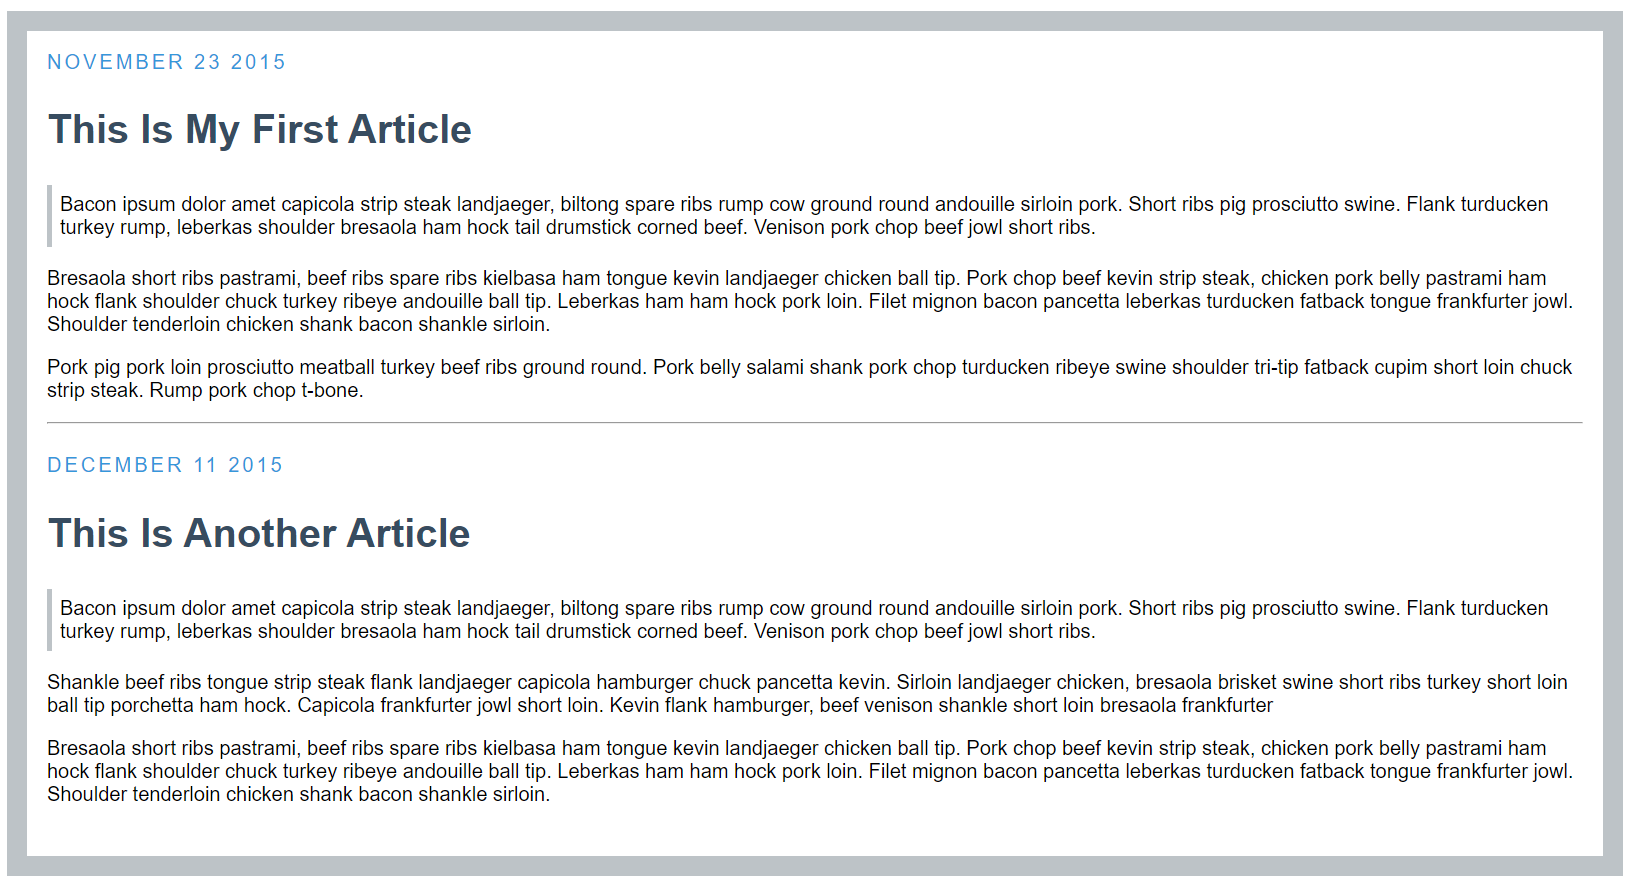 NOVEMBER 23 2015
This Is My First Article
Bacon ipsum dolor amet capicola strip steak landjaeger, biltong spare ribs rump cow ground round andouille sirloin pork. Short ribs pig prosciutto swine. Flank turducken
turkey rump, leberkas shoulder bresaola ham hock tail drumstick corned beef. Venison pork chop beef jowl short ribs.
Bresaola short ribs pastrami, beef ribs spare ribs kielbasa ham tongue kevin landjaeger chicken ball tip. Pork chop beef kevin strip steak, chicken pork belly pastrami ham
hock flank shoulder chuck turkey ribeye andouille ball tip. Leberkas ham ham hock pork loin. Filet mignon bacon pancetta leberkas turducken fatback tongue frankfurter jowl.
Shoulder tenderloin chicken shank bacon shankle sirloin.
Pork pig pork loin prosciutto meatball turkey beef ribs ground round. Pork belly salami shank pork chop turducken ribeye swine shoulder tri-tip fatback cupim short loin chuck
strip steak. Rump pork chop t-bone.
DECEMBER 11 2015
This Is Another Article
Bacon ipsum dolor amet capicola strip steak landjaeger, biltong spare ribs rump cow ground round andouille sirloin pork. Short ribs pig prosciutto swine. Flank turducken
turkey rump, leberkas shoulder bresaola ham hock tail drumstick corned beef. Venison pork chop beef jowl short ribs.
Shankle beef ribs tongue strip steak flank landjaeger capicola hamburger chuck pancetta kevin. Sirloin landjaeger chicken, bresaola brisket swine short ribs turkey short loin
ball tip porchetta ham hock. Capicola frankfurter jowl short loin. Kevin flank hamburger, beef venison shankle short loin bresaola frankfurter
Bresaola short ribs pastrami, beef ribs spare ribs kielbasa ham tongue kevin landjaeger chicken ball tip. Pork chop beef kevin strip steak, chicken pork belly pastrami ham
hock flank shoulder chuck turkey ribeye andouille ball tip. Leberkas ham ham hock pork loin. Filet mignon bacon pancetta leberkas turducken fatback tongue frankfurter jowl.
Shoulder tenderloin chicken shank bacon shankle sirloin.